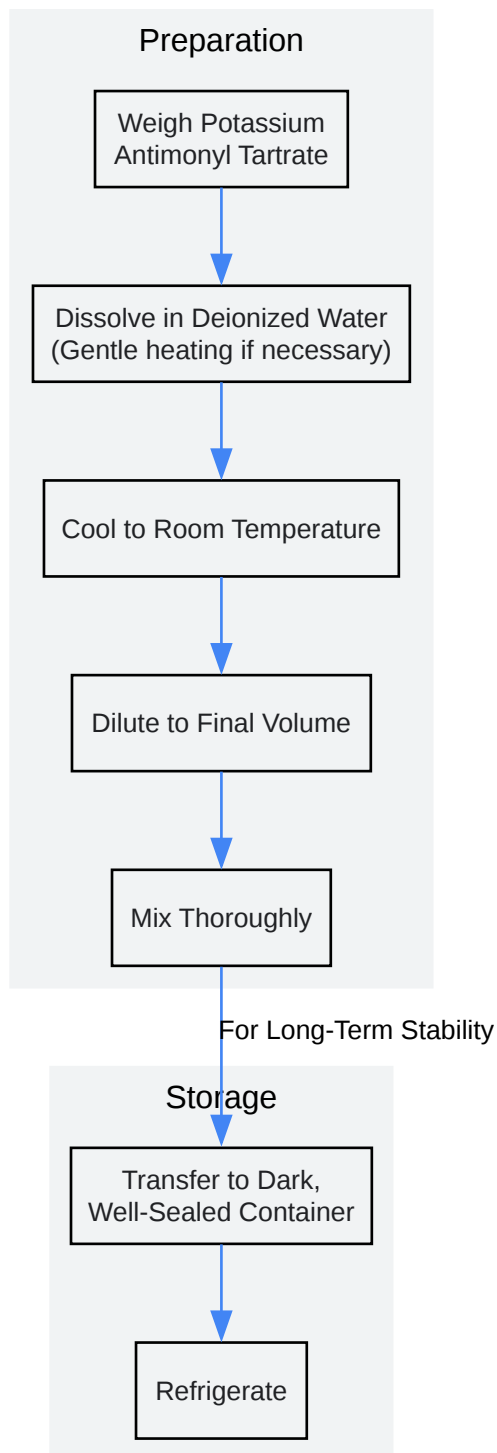 Preparation
Weigh Potassium
Antimonyl Tartrate
Dissolve in Deionized Water
(Gentle heating if necessary)
Cool to Room Temperature
Dilute to Final Volume
Mix Thoroughly
For Long-Term Stability
Storage
Transfer to Dark,
Well-Sealed Container
Refrigerate